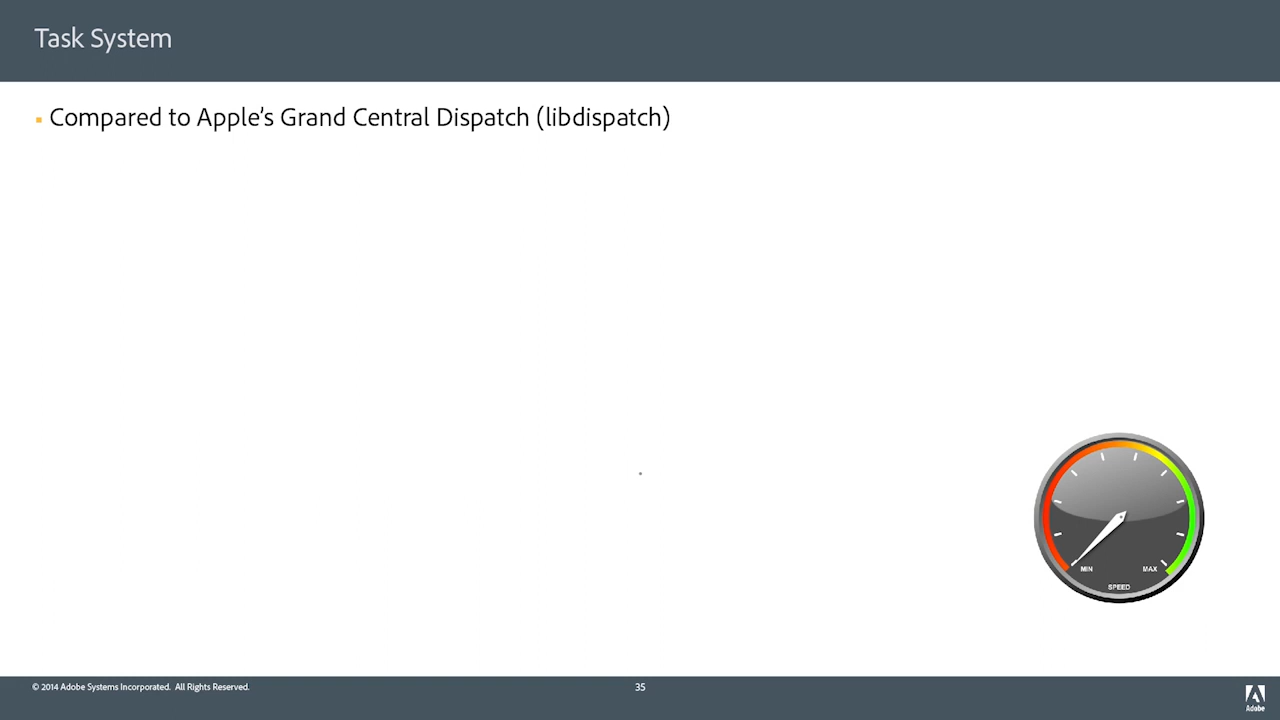 Task System
Compared to Apple's Grand Central Dispatch (libdispatch)
MIN
MAX
SPEED
© 2014 Adobe Systems Incorporated. All Rights Reserved.
35
Adobe